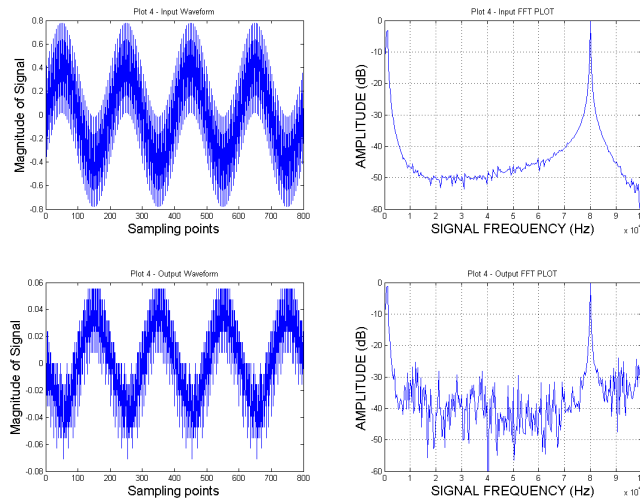 Plot 4 - Input Waveform
Magnitude of Signal
0.8
0.6
0.4
0.2
0
-0.2
-0.4
-0.6
-0.8
0 100 200 300 400 500 600 700 800
Sampling points
Plot 4 - Input FFT PLOT
AMPLITUDE (dB)
0
-10
-20
-30
-40
-50
-60
0 1 2 3 4 5 6 7 8 9
SIGNAL FREQUENCY (Hz)
Plot 4 - Output Waveform
Magnitude of Signal
0.06
0.04
0.02
0
-0.02
-0.04
-0.06
-0.08
0 100 200 300 400 500 600 700 800
Sampling points
Plot 4 - Output FFT PLOT
AMPLITUDE (dB)
0
-10
-20
-30
-40
-50
-60
0 1 2 3 4 5 6 7 8 9
SIGNAL FREQUENCY (Hz)